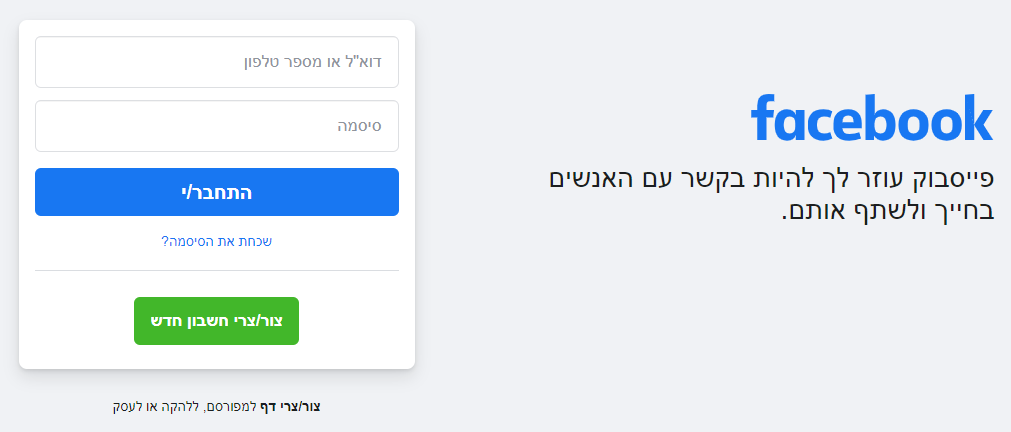 facebook
פייסבוק עוזר לך להיות בקשר עם האנשים
בחייך ולשתף אותם.
דוא"ל או מספר טלפון
סיסמה
התחבר/י
שכחת את הסיסמה?
צור/צרי חשבון חדש
צור/צרי דף למפורסם, ללהקה או לעסק